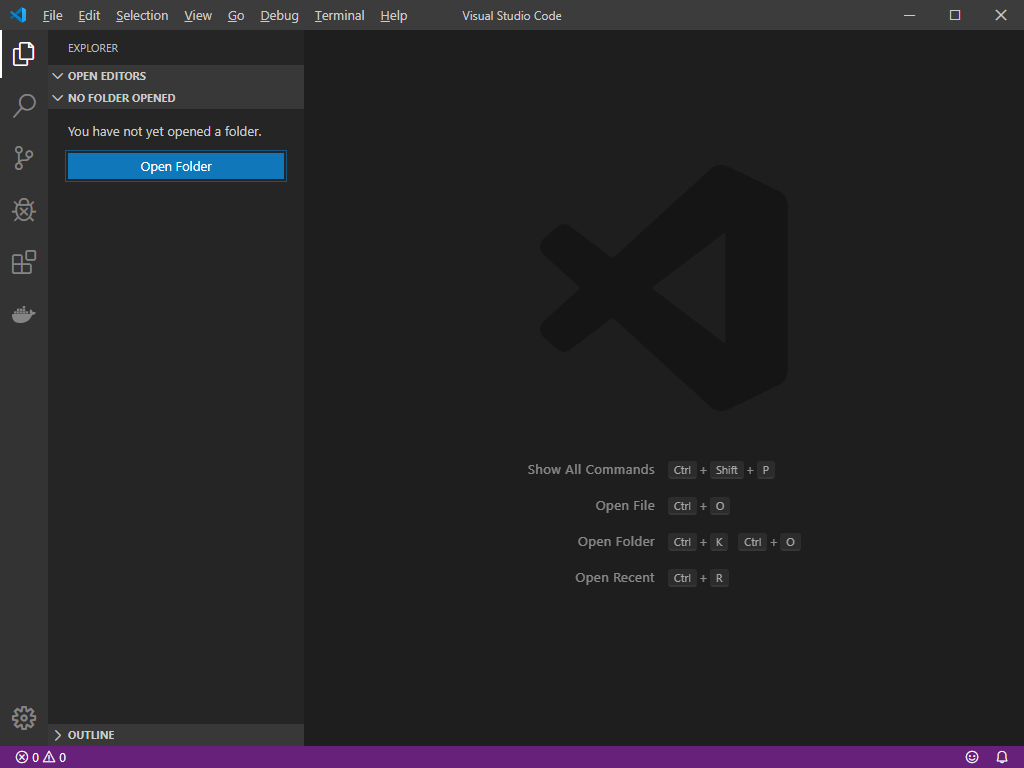 File Edit Selection View Go Debug Terminal Help Visual Studio Code
EXPLORER
OPEN EDITORS
NO FOLDER OPENED
You have not yet opened a folder.
Open Folder
Show All Commands Ctrl + Shift + P
Open File Ctrl + O
Open Folder Ctrl + K Ctrl + O
Open Recent Ctrl + R
OUTLINE
0 0